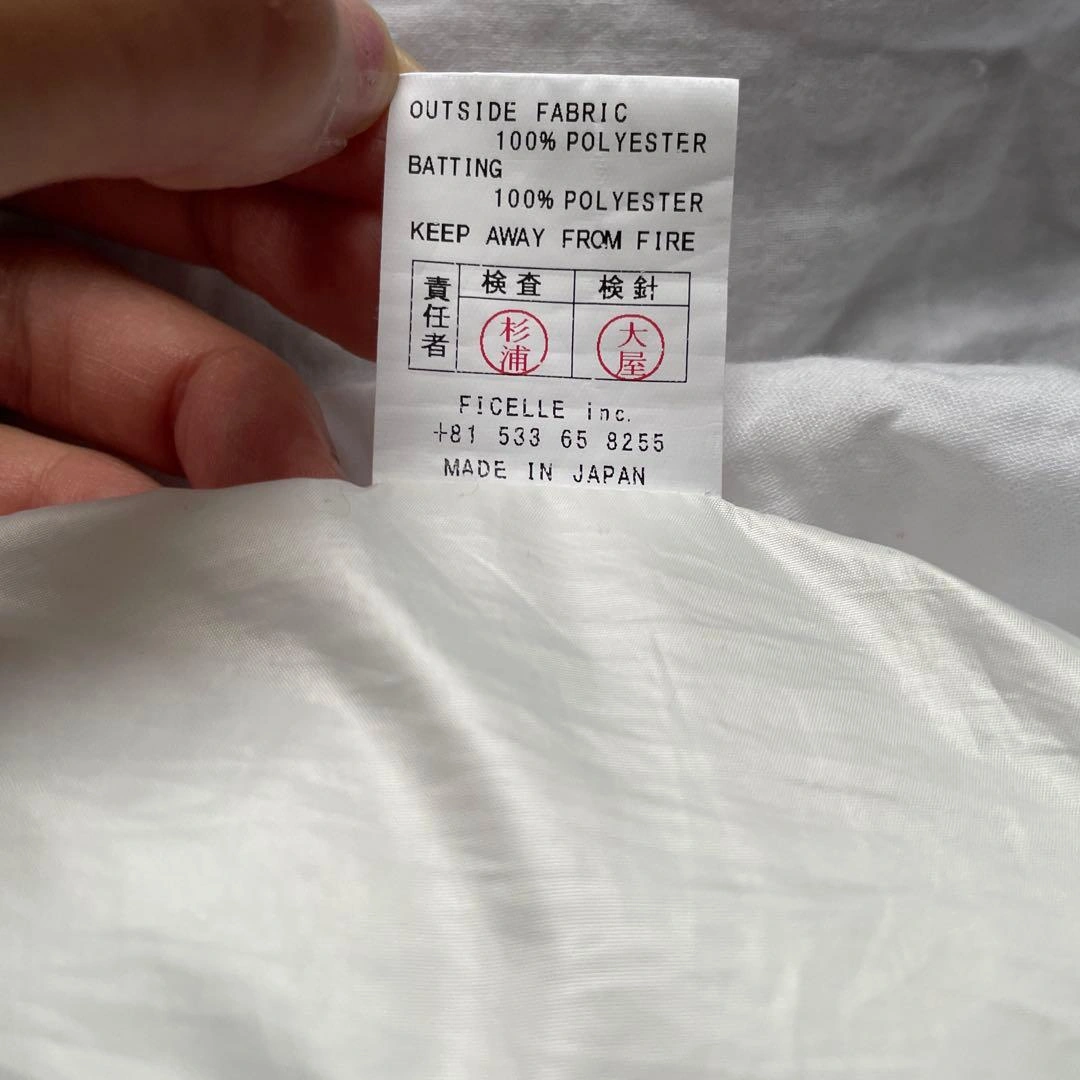 OUTSIDE FABRIC
100% POLYESTER
BATTING
100% POLYESTER
KEEP AWAY FROM FIRE
責任者 検査 検針
杉浦 大屋
FICELLE inc.
+81 533 65 8255
MADE IN JAPAN